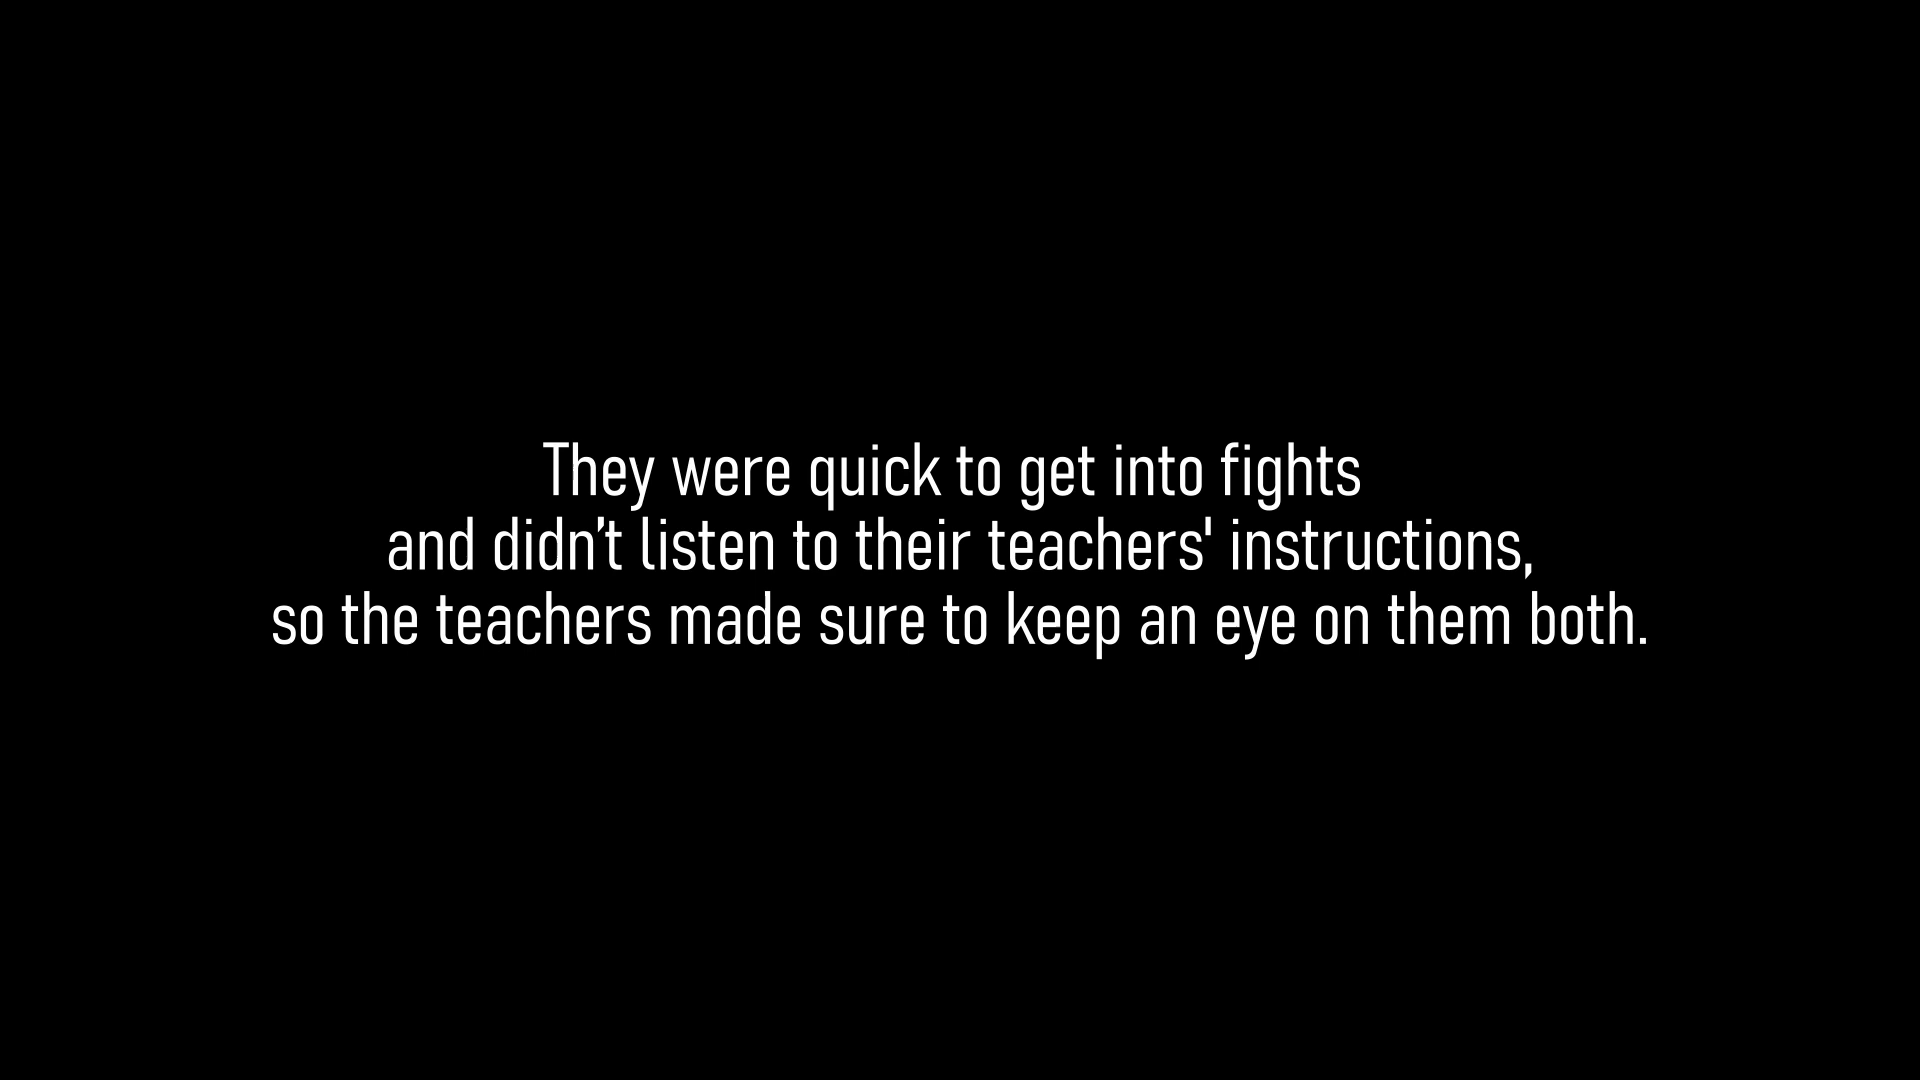 They were quick to get into fights
and didn’t listen to their teachers' instructions,
so the teachers made sure to keep an eye on them both.